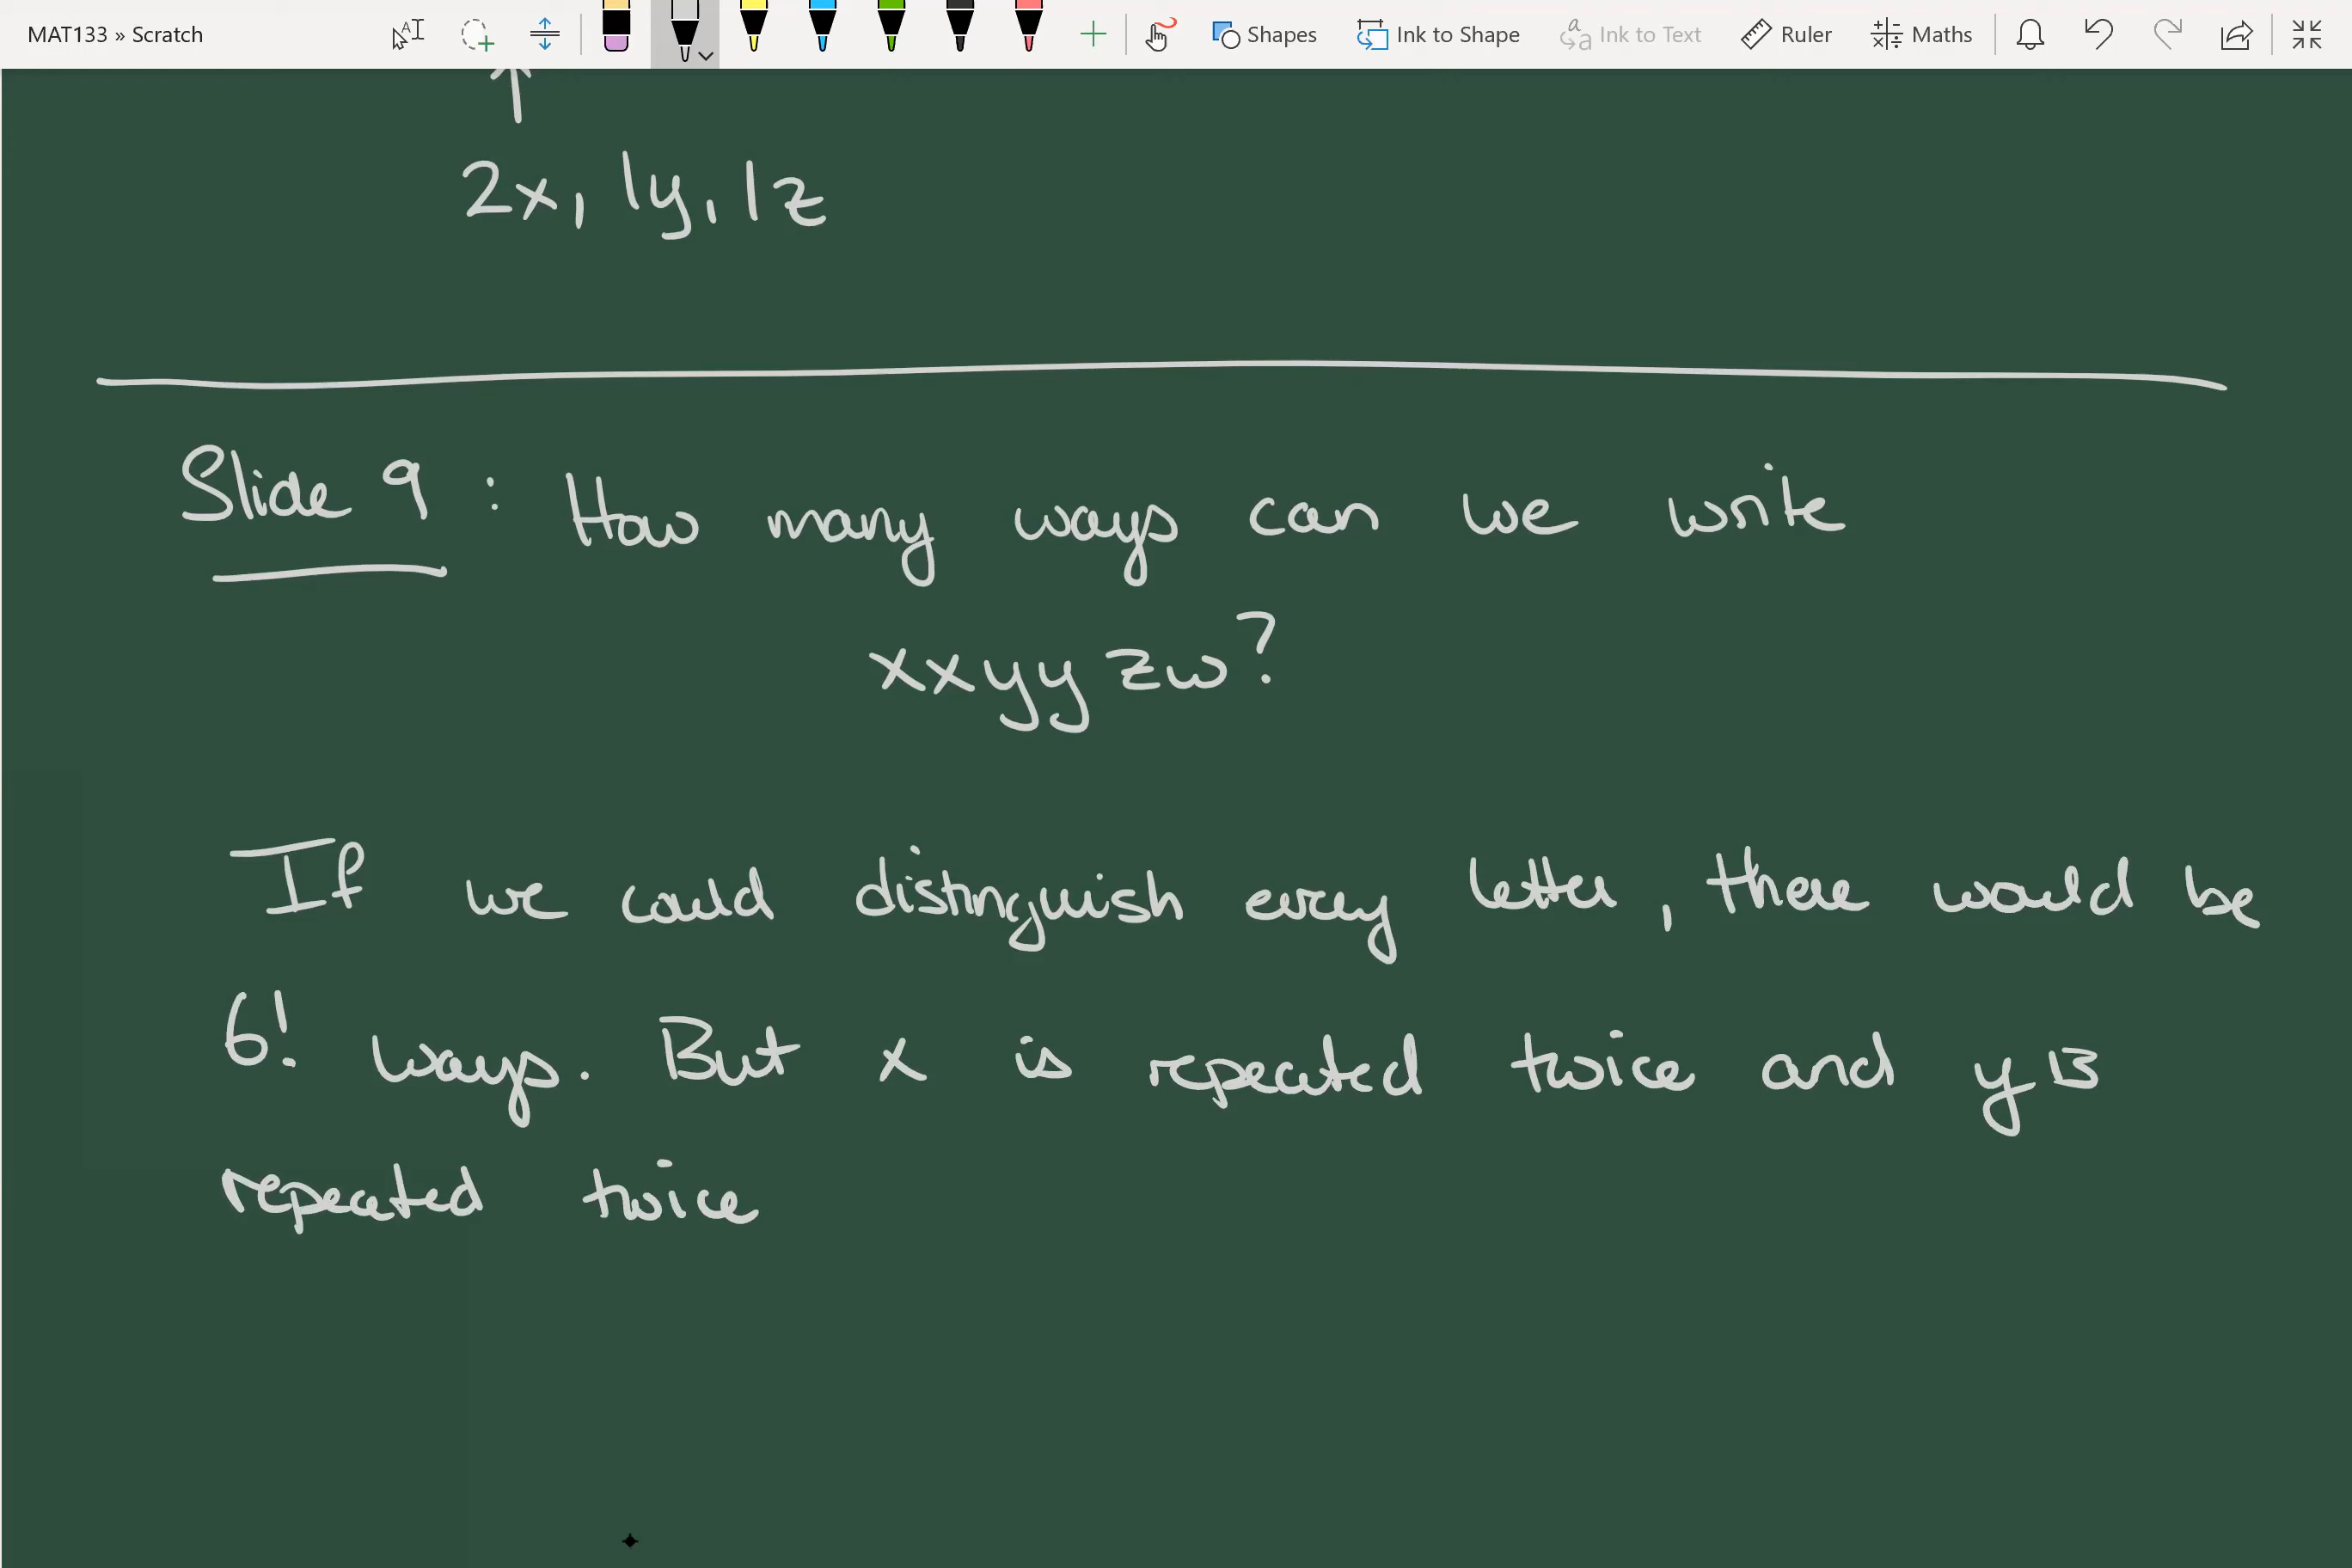 MAT133 » Scratch
Shapes Ink to Shape Ink to Text Ruler Maths
2x, 1y, 1z
Slide 9 : How many ways can we write
xxyyzw?
If we could distinguish every letter, there would be
6! ways. But x is repeated twice and y is
repeated twice